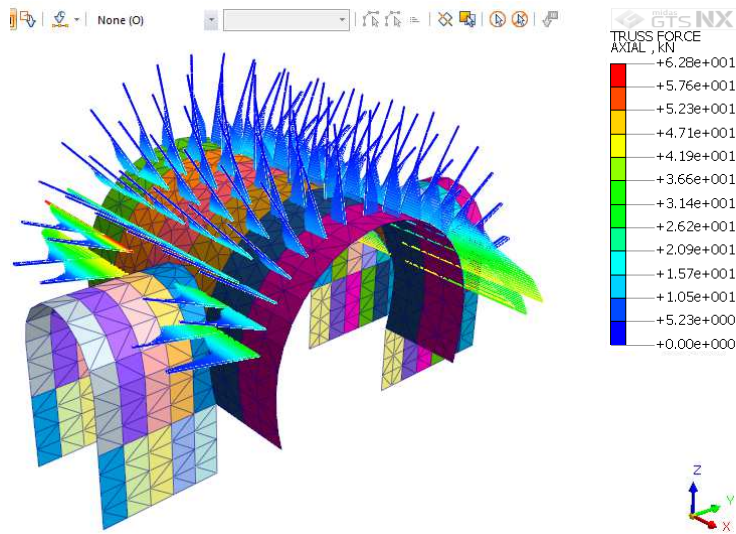 None (O)
midas
GTS NX
TRUSS FORCE
AXIAL , kN
+6.28e+001
+5.76e+001
+5.23e+001
+4.71e+001
+4.19e+001
+3.66e+001
+3.14e+001
+2.62e+001
+2.09e+001
+1.57e+001
+1.05e+001
+5.23e+000
+0.00e+000
Z
Y
X